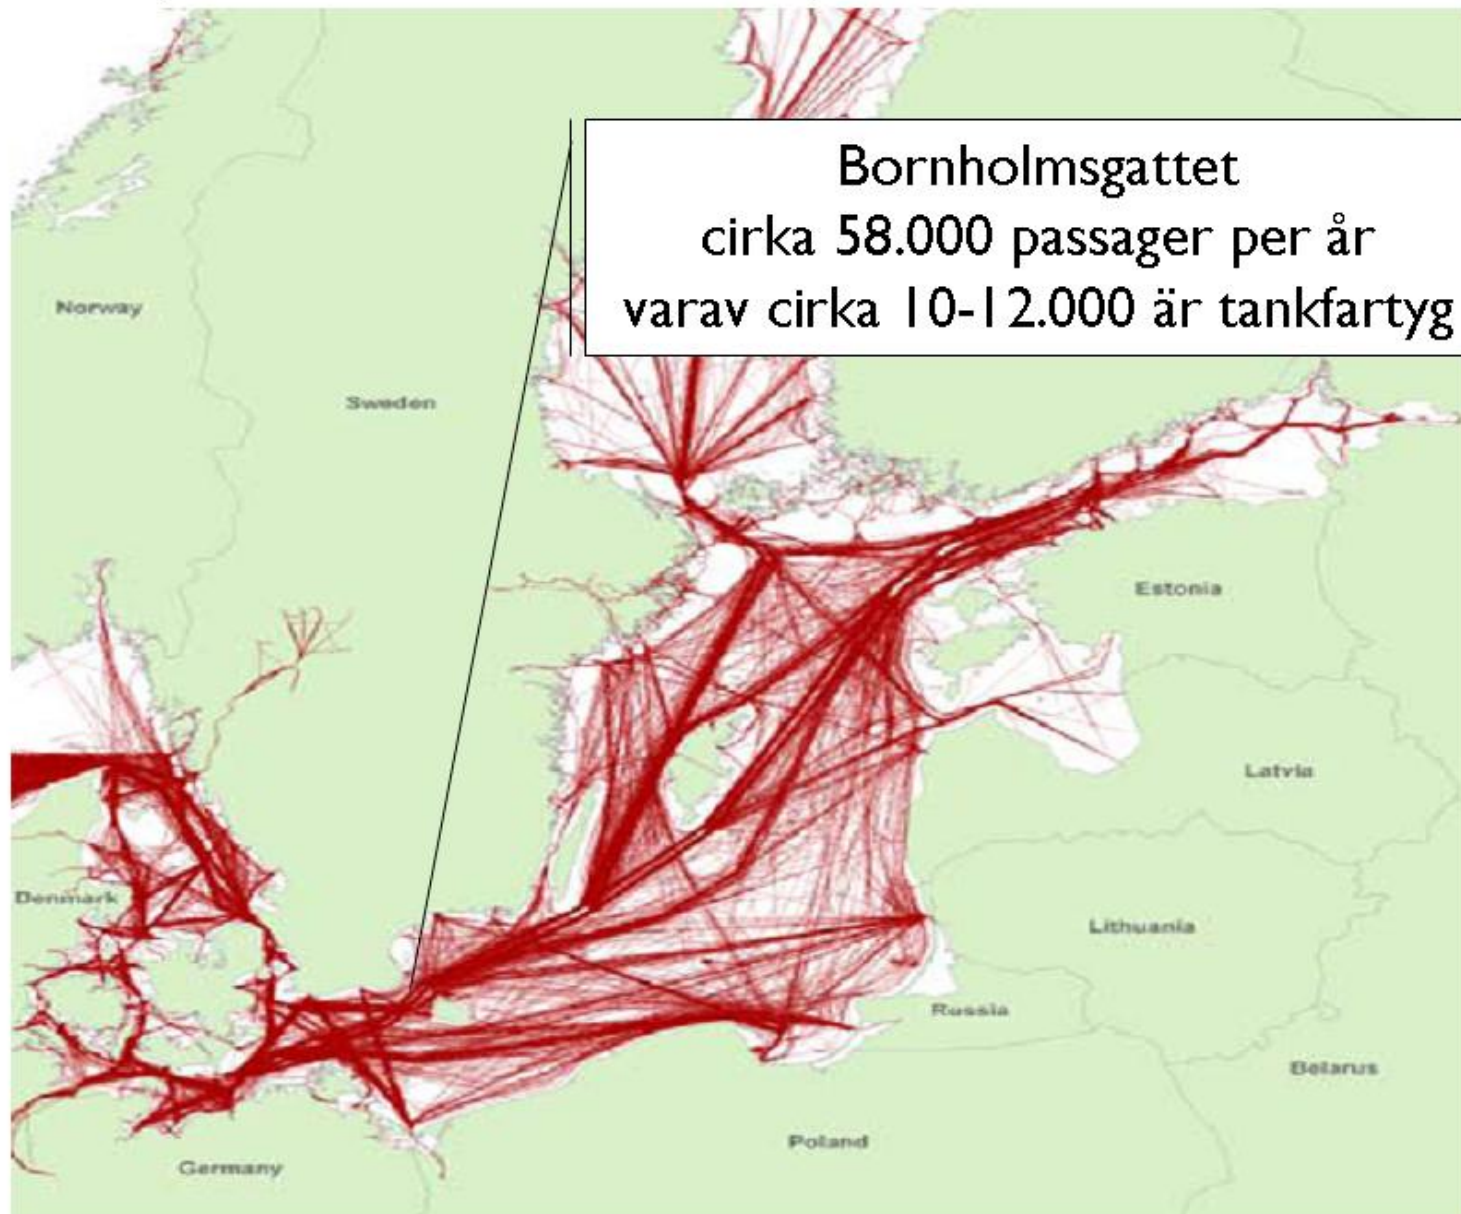 Bornholmsgattet
cirka 58.000 passager per år
varav cirka 10-12.000 är tankfartyg
Norway
Sweden
Estonia
Latvia
Denmark
Lithuania
Russia
Belarus
Poland
Germany